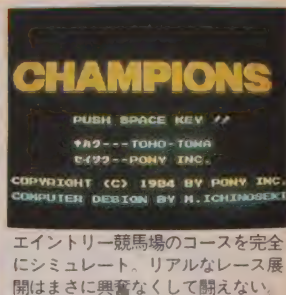 CHAMPIONS
PUSH SPACE KEY !!
キカク---TOHO-TOWA
セイサク--PONY INC.
COPYRIGHT (C) 1984 BY PONY INC.
COMPUTER DESIGN BY M.ICHINOSEKI
エイントリー競馬場のコースを完全
にシミュレート。リアルなレース展
開はまさに興奮なくして闘えない。